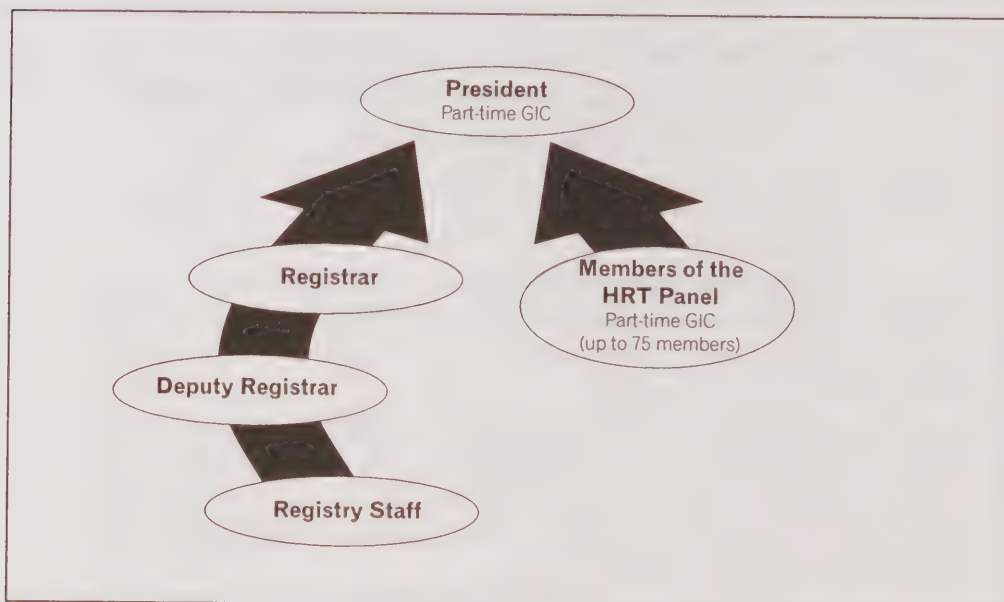 President
Part-time GIC
Registrar
Members of the
HRT Panel
Part-time GIC
(up to 75 members)
Deputy Registrar
Registry Staff